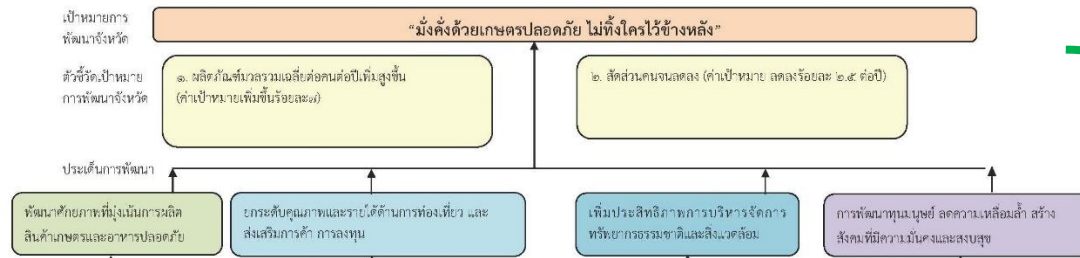 เป้าหมายการ
พัฒนาจังหวัด
“มั่งคั่งด้วยเกษตรปลอดภัย ไม่ทิ้งใครไว้ข้างหลัง”
ตัวชี้วัด,เป้าหมาย
การพัฒนาจังหวัด
๑. ผลิตภัณฑ์มวลรวมเฉลี่ยต่อคนต่อปีเพิ่มสูงขึ้น
(ค่าเป้าหมายเพิ่มขึ้นร้อยละ๗)
๒. สัดส่วนคนจนลดลง (ค่าเป้าหมาย ลดลงร้อยละ ๒.๕ ต่อปี)
ประเด็นการพัฒนา
พัฒนาศักยภาพที่มุ่งเน้นการผลิต
สินค้าเกษตรและอาหารปลอดภัย
ยกระดับคุณภาพและรายได้ด้านการท่องเที่ยว และ
ส่งเสริมการค้า การลงทุน
เพิ่มประสิทธิภาพการบริหารจัดการ
ทรัพยากรธรรมชาติและสิ่งแวดล้อม
การพัฒนาทุนมนุษย์ ลดความเหลื่อมล้ำ สร้าง
สังคมที่มีความมั่นคงและสงบสุข